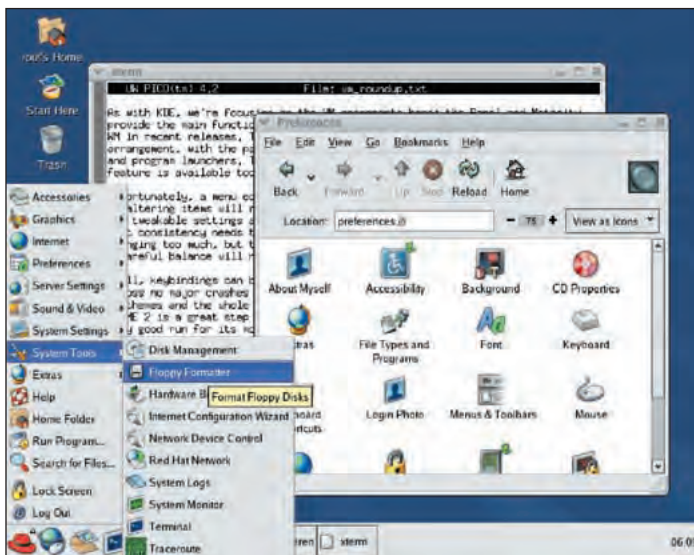 root's Home
xterm
UW PICO(tm) 4.2 File: wm_roundup.txt
Start Here
As with KDE, we're
provide the main
WM in recent releases,
arrangement, with the
and program launchers,
feature is available
Trash
Preferences
File Edit View Go Bookmarks Help
Back Forward Up Stop Reload Home
Location: preferences:// 75 View as Icons
About Myself Accessibility Background CD Properties
File Types and Programs Font Keyboard
Login Photo Menus & Toolbars Mouse
a menu
altering items will
tweakable settings
consistency needs
too much, but
careful balance will
keybindings can
no major crashes
themes and the whole
2 is a great step
good run for its
Accessories
Graphics
Internet
Preferences
Server Settings
Sound & Video
System Settings
System Tools
Extras
Help
Home Folder
Run Program...
Search for Files...
Lock Screen
Log Out
Disk Management
Floppy Formatter
Hardware
Format Floppy Disks
Internet Configuration Wizard
Network Device Control
Red Hat Network
System Logs
System Monitor
Terminal
Traceroute
xterm